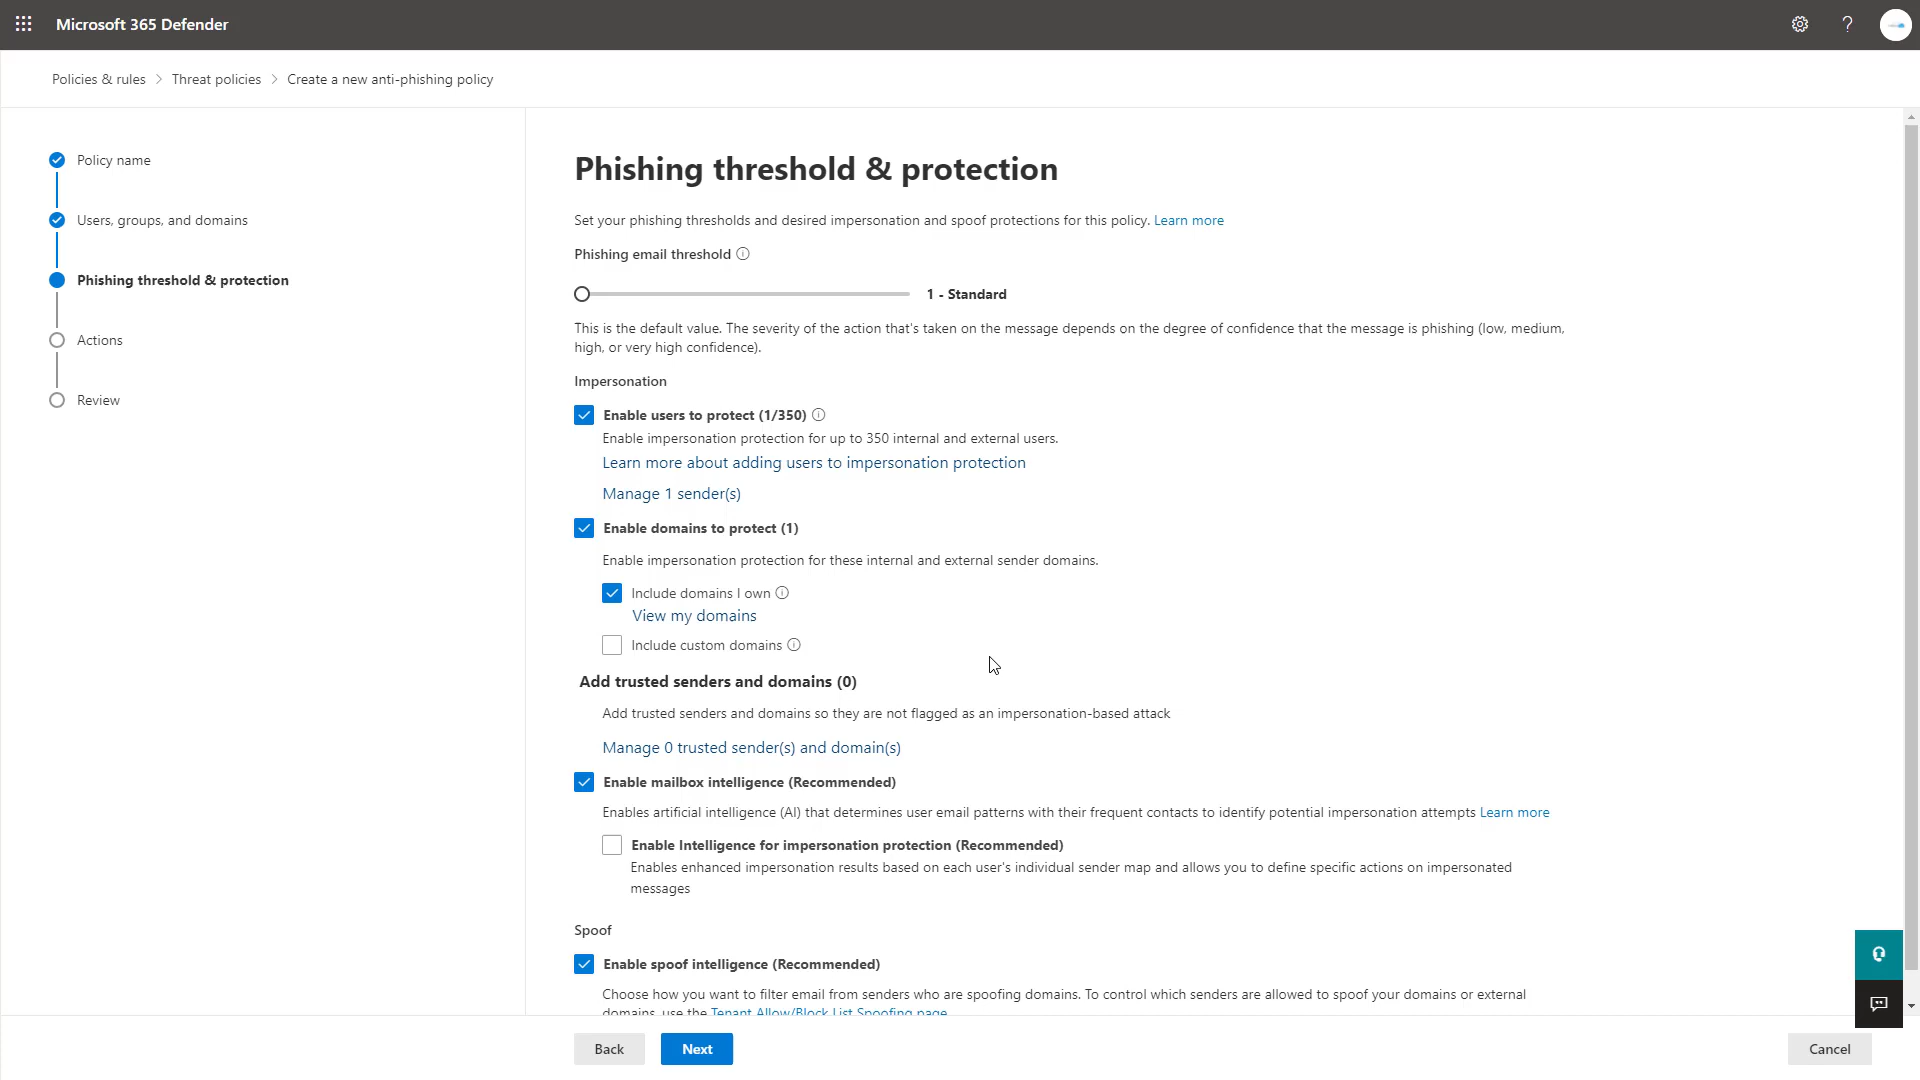 Microsoft 365 Defender
Policies & rules > Threat policies > Create a new anti-phishing policy
Policy name
Users, groups, and domains
Phishing threshold & protection
Actions
Review
Phishing threshold & protection
Set your phishing thresholds and desired impersonation and spoof protections for this policy. Learn more
Phishing email threshold
1 - Standard
This is the default value. The severity of the action that's taken on the message depends on the degree of confidence that the message is phishing (low, medium,
high, or very high confidence).
Impersonation
Enable users to protect (1/350)
Enable impersonation protection for up to 350 internal and external users.
Learn more about adding users to impersonation protection
Manage 1 sender(s)
Enable domains to protect (1)
Enable impersonation protection for these internal and external sender domains.
Include domains I own
View my domains
Include custom domains
Add trusted senders and domains (0)
Add trusted senders and domains so they are not flagged as an impersonation-based attack
Manage 0 trusted sender(s) and domain(s)
Enable mailbox intelligence (Recommended)
Enables artificial intelligence (AI) that determines user email patterns with their frequent contacts to identify potential impersonation attempts Learn more
Enable Intelligence for impersonation protection (Recommended)
Enables enhanced impersonation results based on each user's individual sender map and allows you to define specific actions on impersonated
messages
Spoof
Enable spoof intelligence (Recommended)
Choose how you want to filter email from senders who are spoofing domains. To control which senders are allowed to spoof your domains or external
domains, use the Tenant Allow/Block List Spoofing page
Back
Next
Cancel